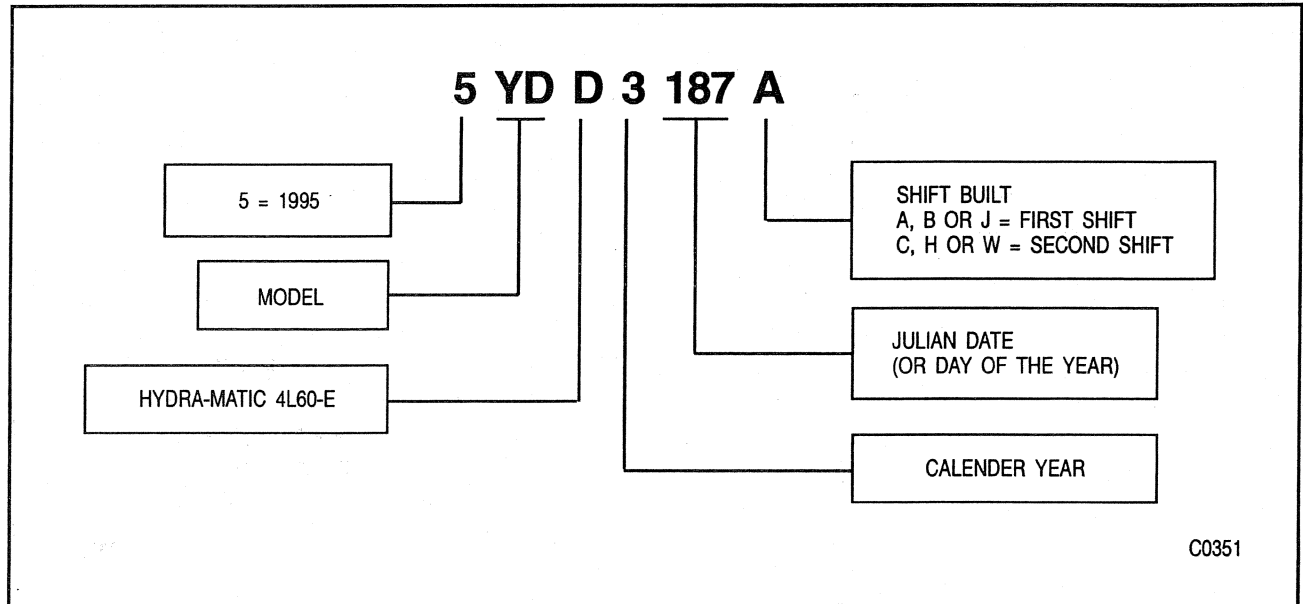 5 YD D 3 187 A
5 = 1995
MODEL
HYDRA-MATIC 4L60-E
SHIFT BUILT
A, B OR J = FIRST SHIFT
C, H OR W = SECOND SHIFT
JULIAN DATE
(OR DAY OF THE YEAR)
CALENDER YEAR
C0351